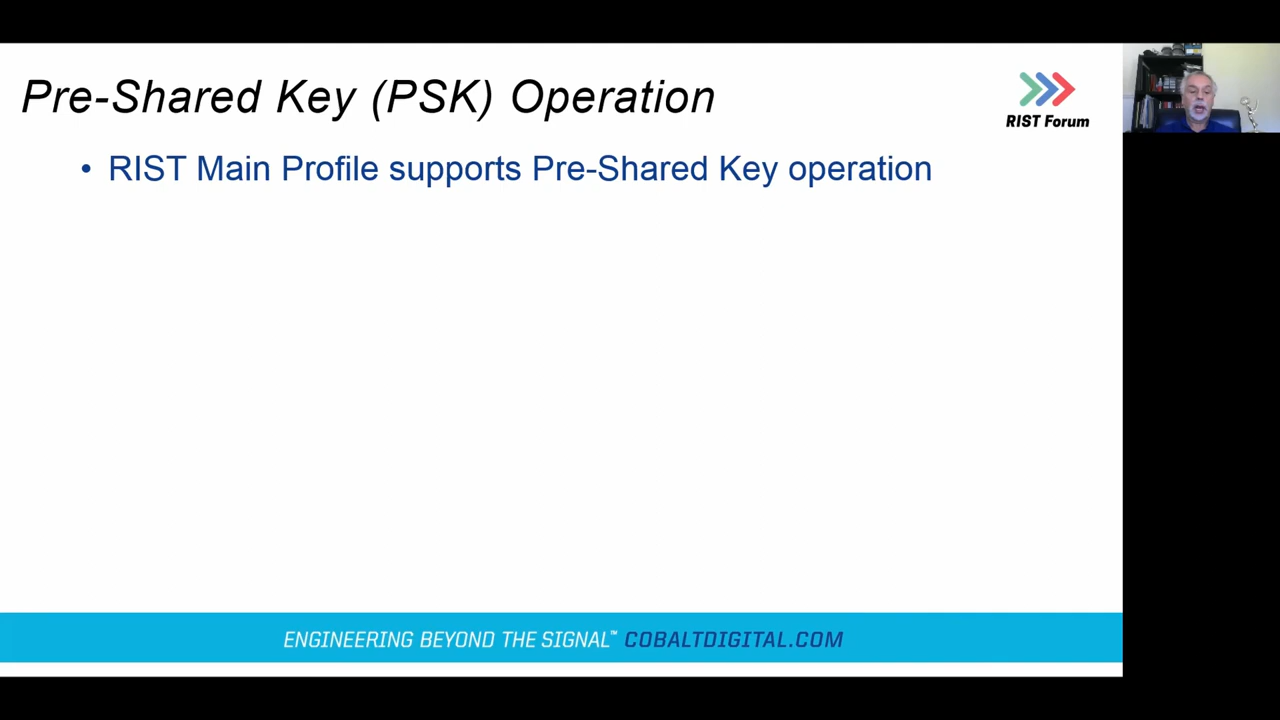 Pre-Shared Key (PSK) Operation
RIST Forum
• RIST Main Profile supports Pre-Shared Key operation
ENGINEERING BEYOND THE SIGNAL™ COBALTDIGITAL.COM